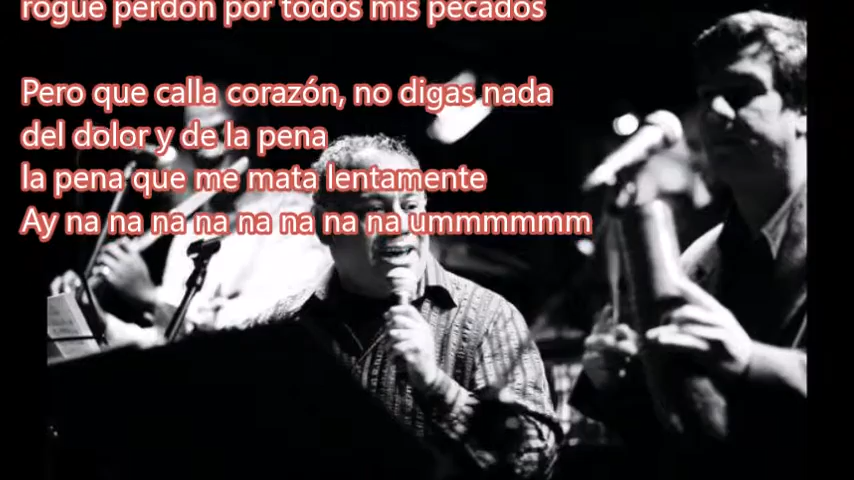 rogue perdon por todos mis pecados
Pero que calla corazón, no digas nada
del dolor y de la pena
la pena que me mata lentamente
Ay na na na na na na na na ummmmmm